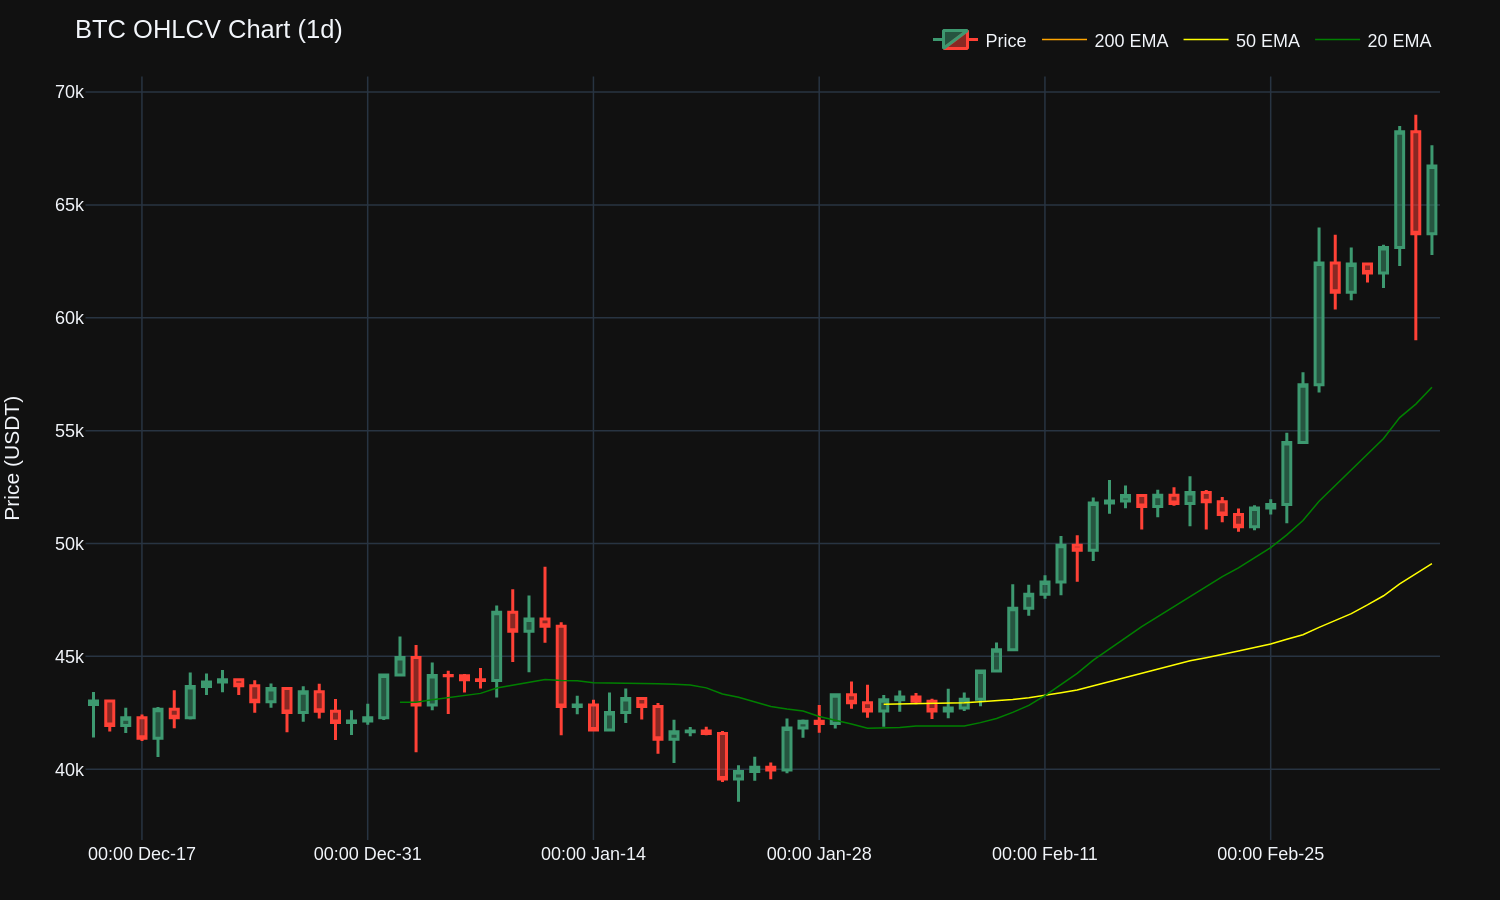 BTC OHLCV Chart (1d)
Price
200 EMA
50 EMA
20 EMA
70k
65k
60k
55k
50k
45k
40k
Price (USDT)
00:00 Dec-17
00:00 Dec-31
00:00 Jan-14
00:00 Jan-28
00:00 Feb-11
00:00 Feb-25